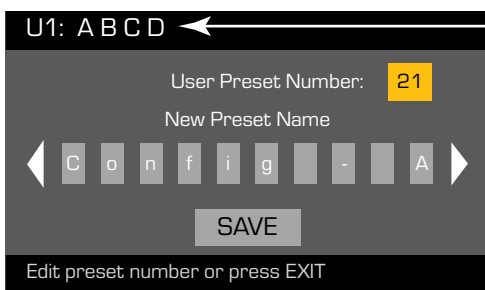 U1: A B C D
User Preset Number: 21
New Preset Name
C o n f i g - A
SAVE
Edit preset number or press EXIT